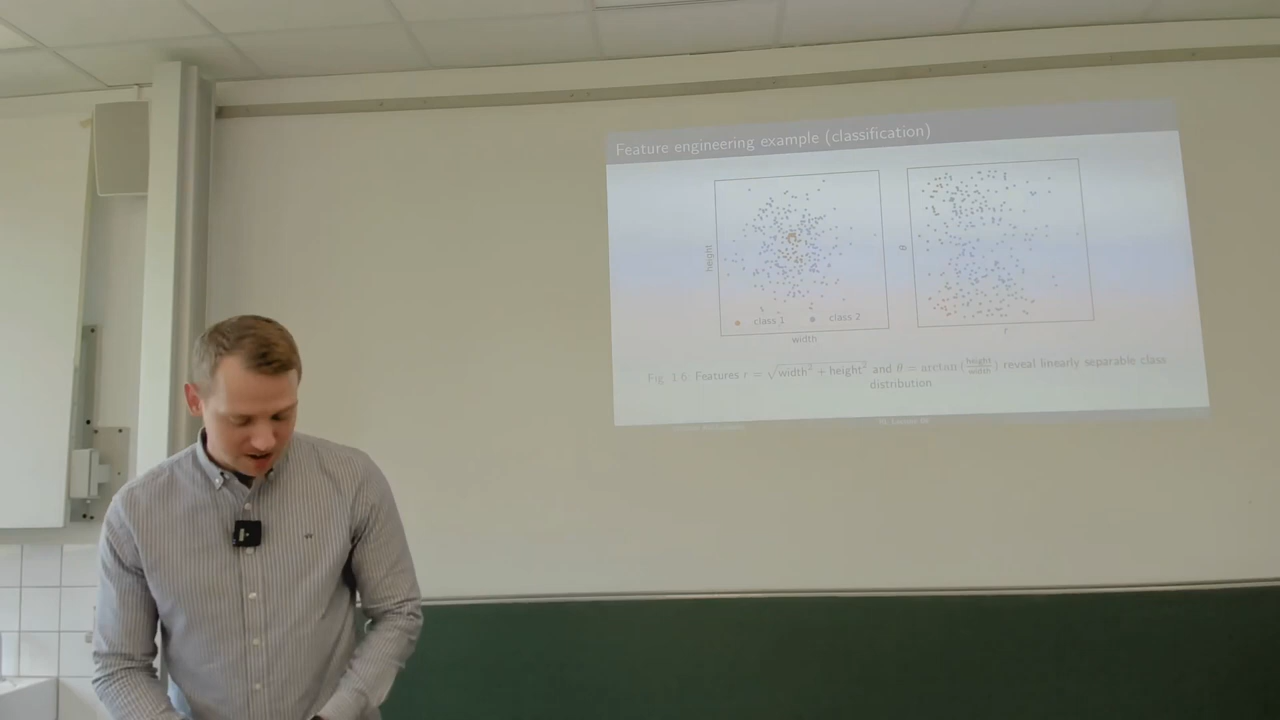 Feature engineering example (classification)
height
class 1
class 2
width
θ
r
Fig. 1.6: Features r = √width² + height² and θ = arctan (height/width) reveal linearly separable class
distribution